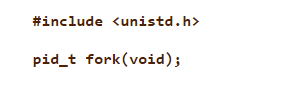 #include <unistd.h>
pid_t fork(void);